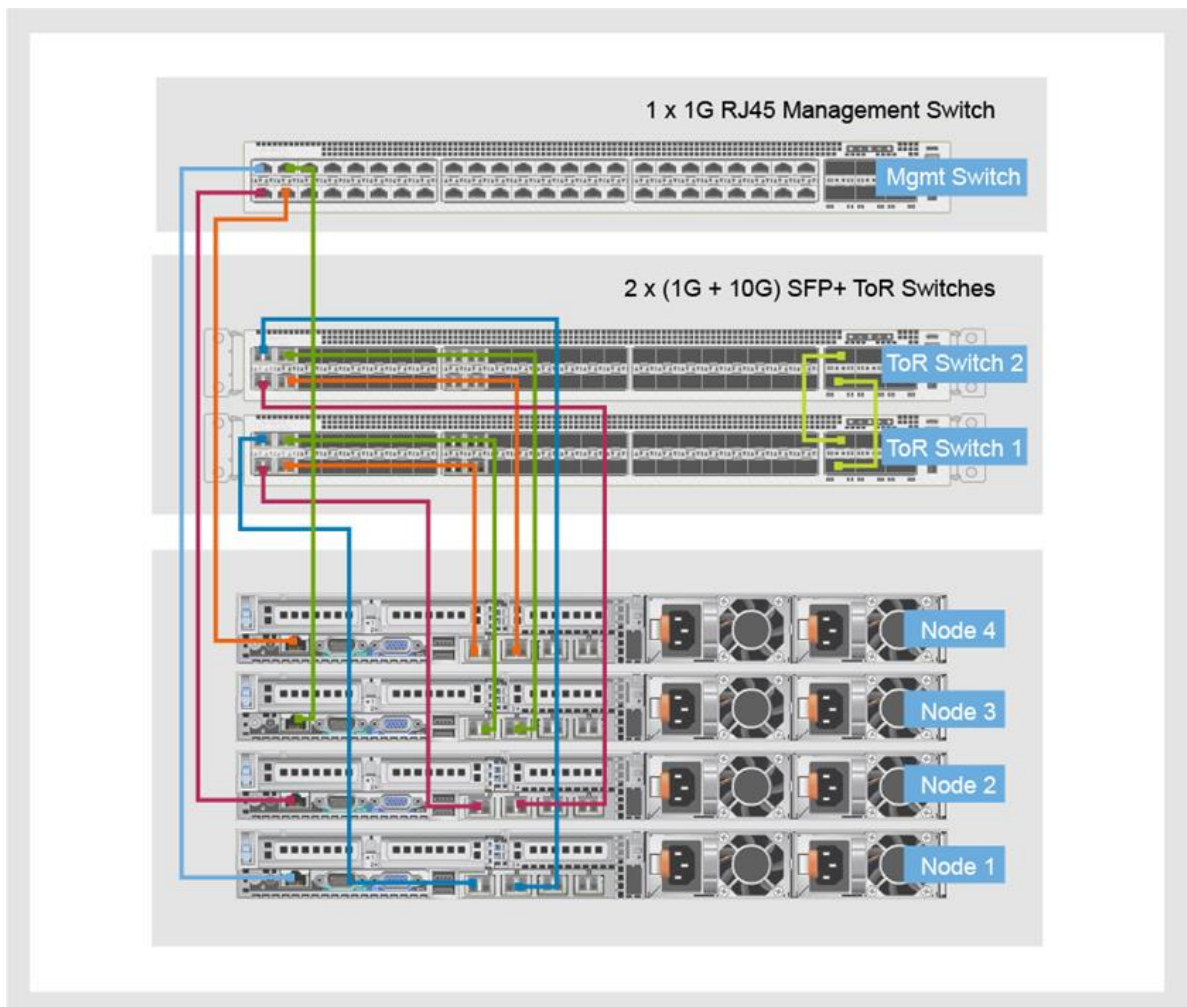 1 x 1G RJ45 Management Switch
Mgmt Switch
2 x (1G + 10G) SFP+ ToR Switches
ToR Switch 2
ToR Switch 1
Node 4
Node 3
Node 2
Node 1